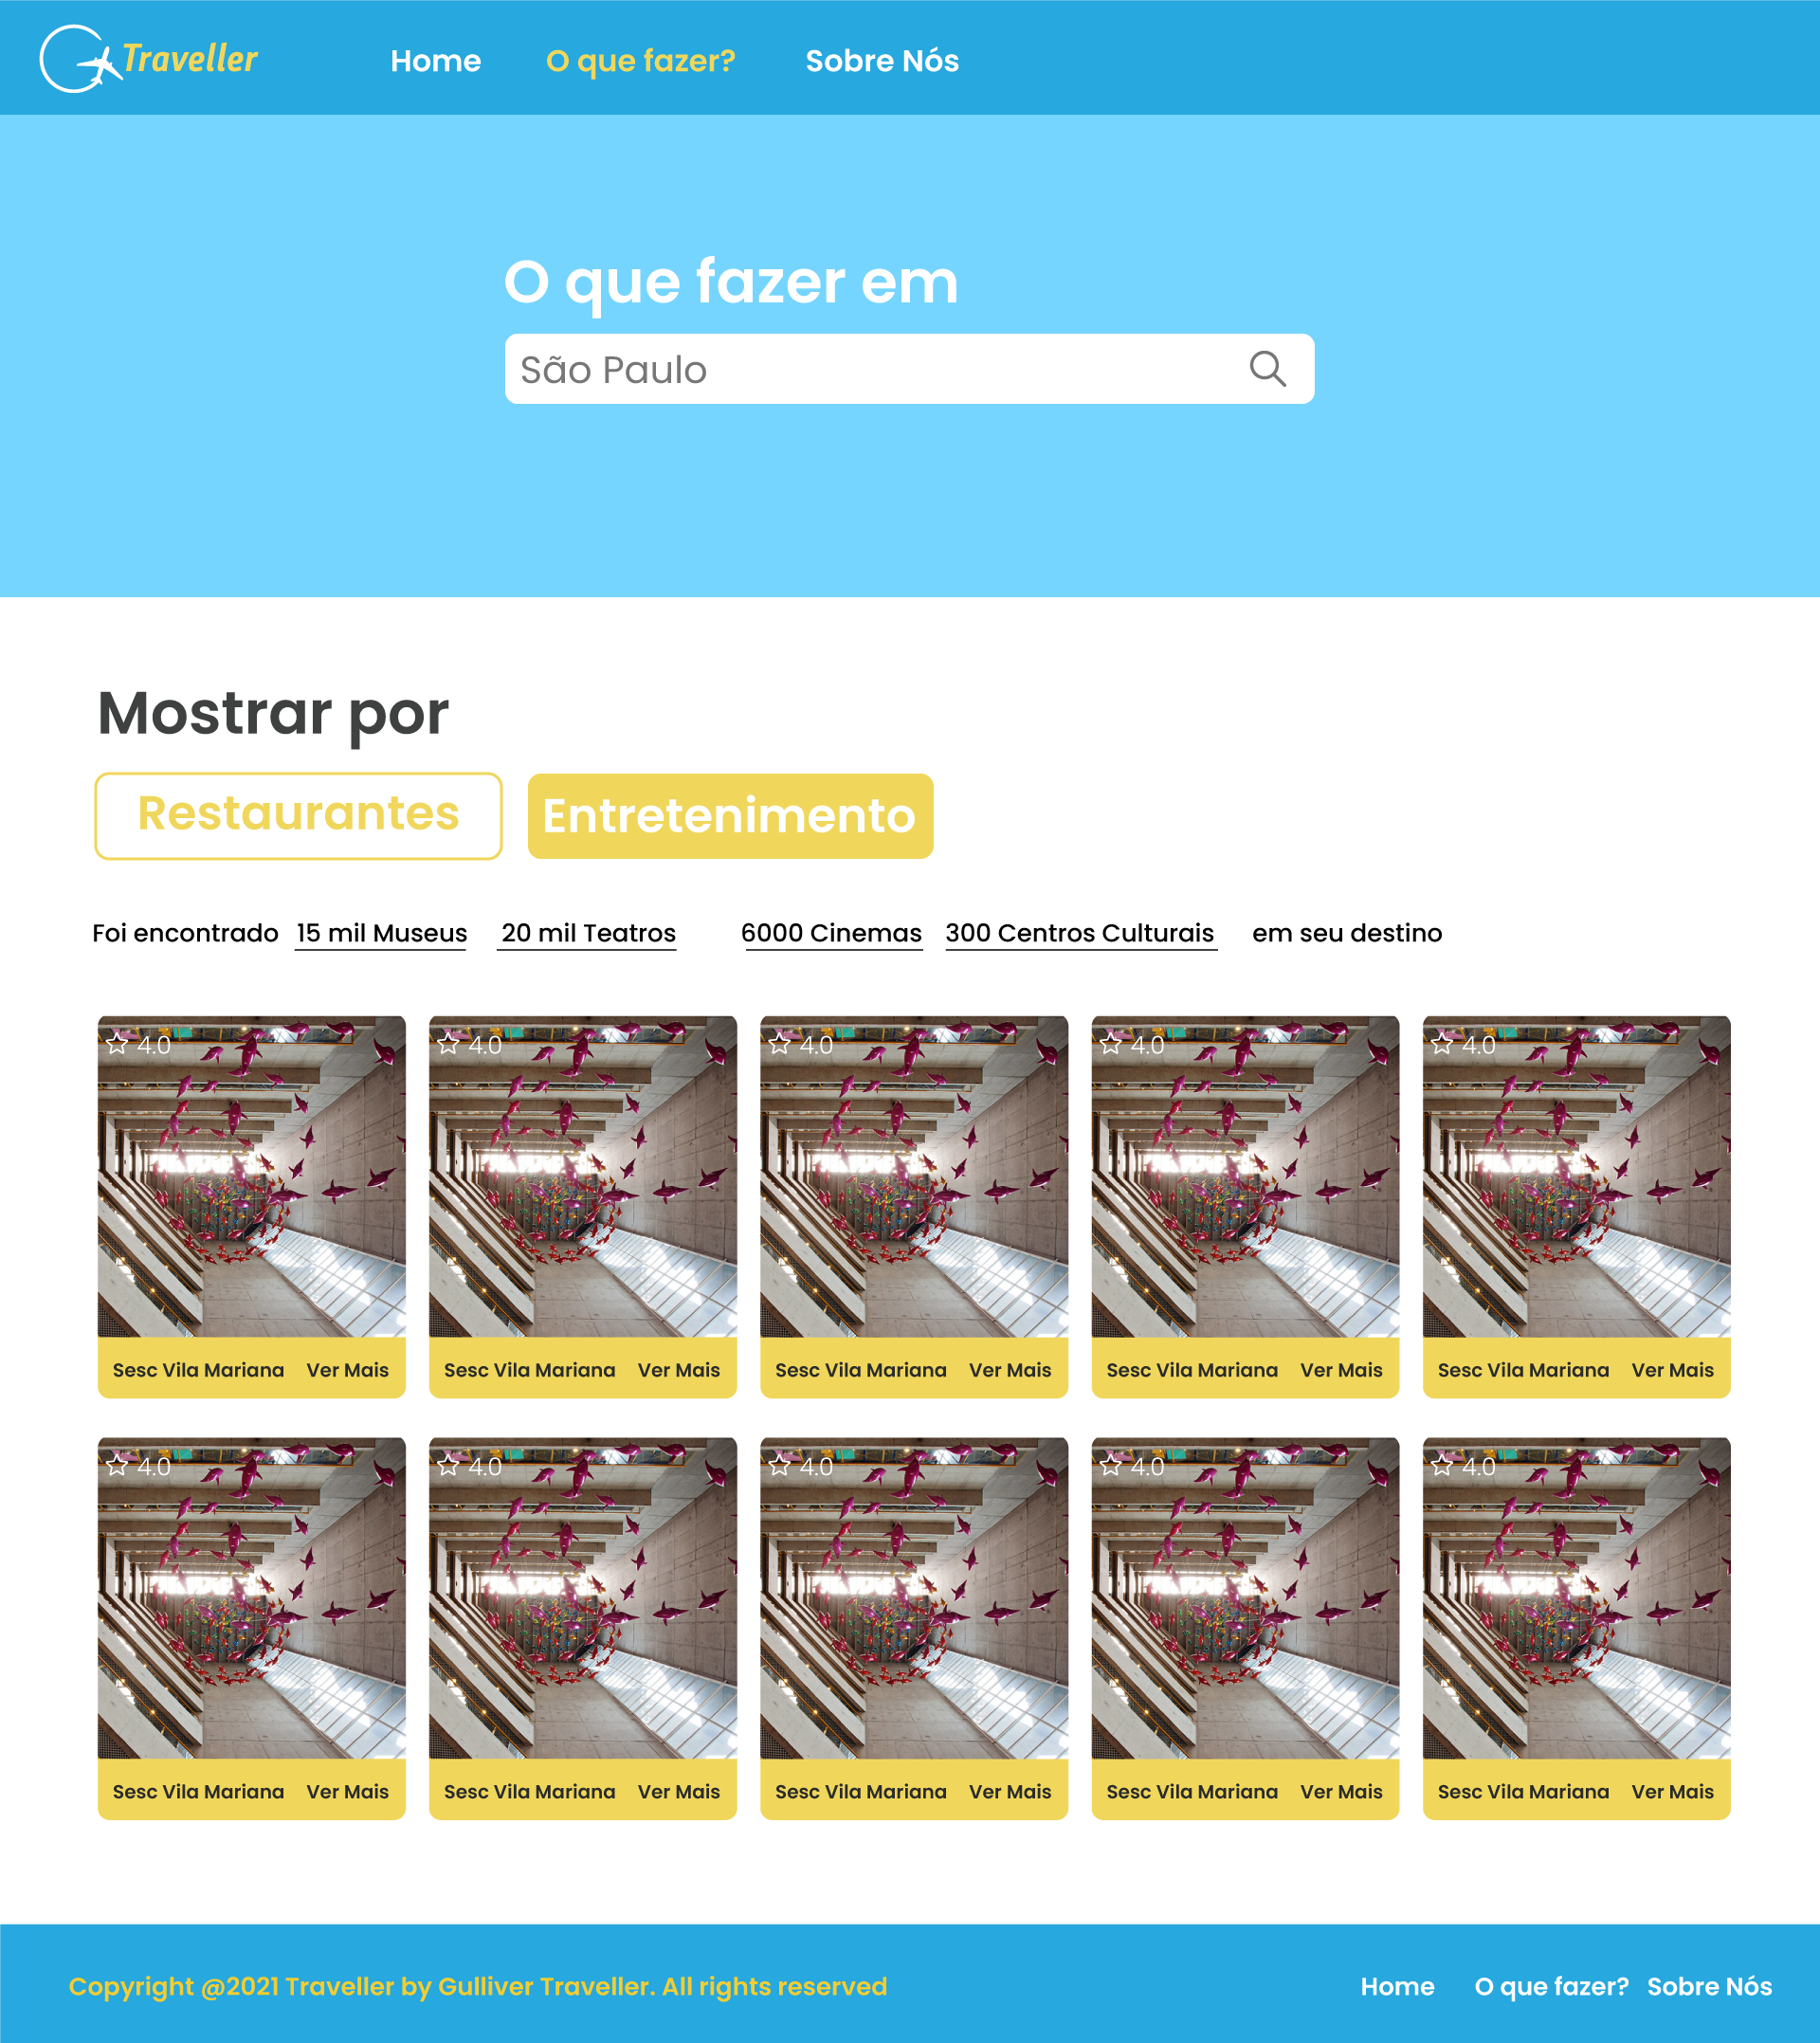 Traveller Home O que fazer? Sobre Nós
O que fazer em
São Paulo
Mostrar por
Restaurantes Entretenimento
Foi encontrado 15 mil Museus 20 mil Teatros 6000 Cinemas 300 Centros Culturais em seu destino
4.0 4.0 4.0 4.0 4.0
Sesc Vila Mariana Ver Mais Sesc Vila Mariana Ver Mais Sesc Vila Mariana Ver Mais Sesc Vila Mariana Ver Mais Sesc Vila Mariana Ver Mais
4.0 4.0 4.0 4.0 4.0
Sesc Vila Mariana Ver Mais Sesc Vila Mariana Ver Mais Sesc Vila Mariana Ver Mais Sesc Vila Mariana Ver Mais Sesc Vila Mariana Ver Mais
Copyright @2021 Traveller by Gulliver Traveller. All rights reserved Home O que fazer? Sobre Nós